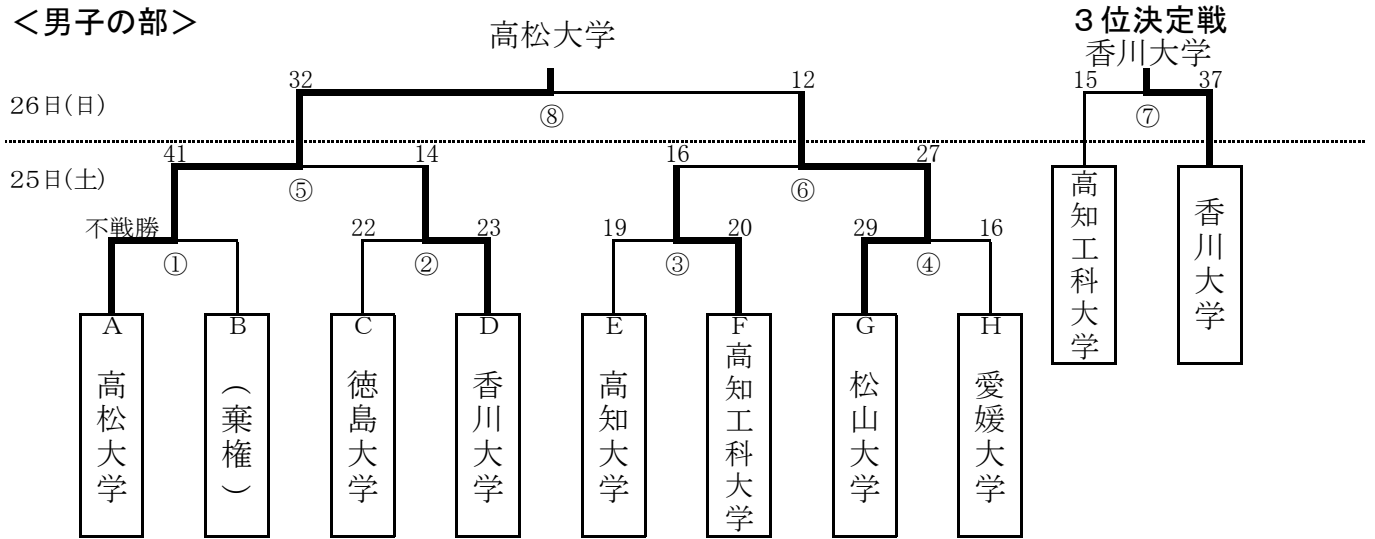 ＜男子の部＞
高松大学
３位決定戦
香川大学
32
12
15
37
26日(日)
⑧
⑦
41
14
16
27
25日(土)
⑤
⑥
不戦勝
22
23
19
20
29
16
①
②
③
④
A
B
C
D
E
F
G
H
高松大学
（棄権）
徳島大学
香川大学
高知大学
高知工科大学
松山大学
愛媛大学
高知工科大学
香川大学